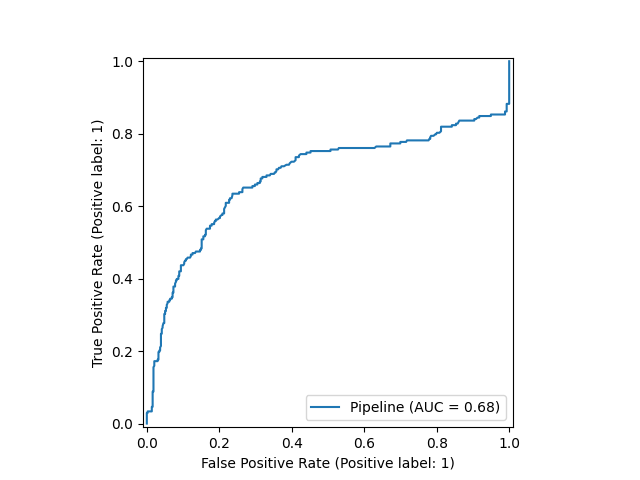 1.0
0.8
0.6
0.4
0.2
0.0
True Positive Rate (Positive label: 1)
Pipeline (AUC = 0.68)
0.0 0.2 0.4 0.6 0.8 1.0
False Positive Rate (Positive label: 1)